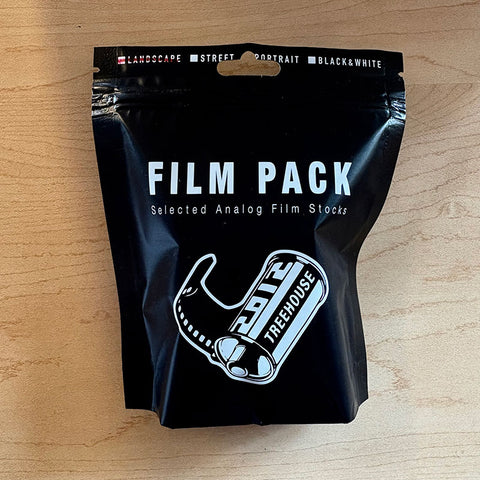 LANDSCAPE STREET PORTRAIT BLACK&WHITE
FILM PACK
Selected Analog Film Stocks
TREEHOUSE